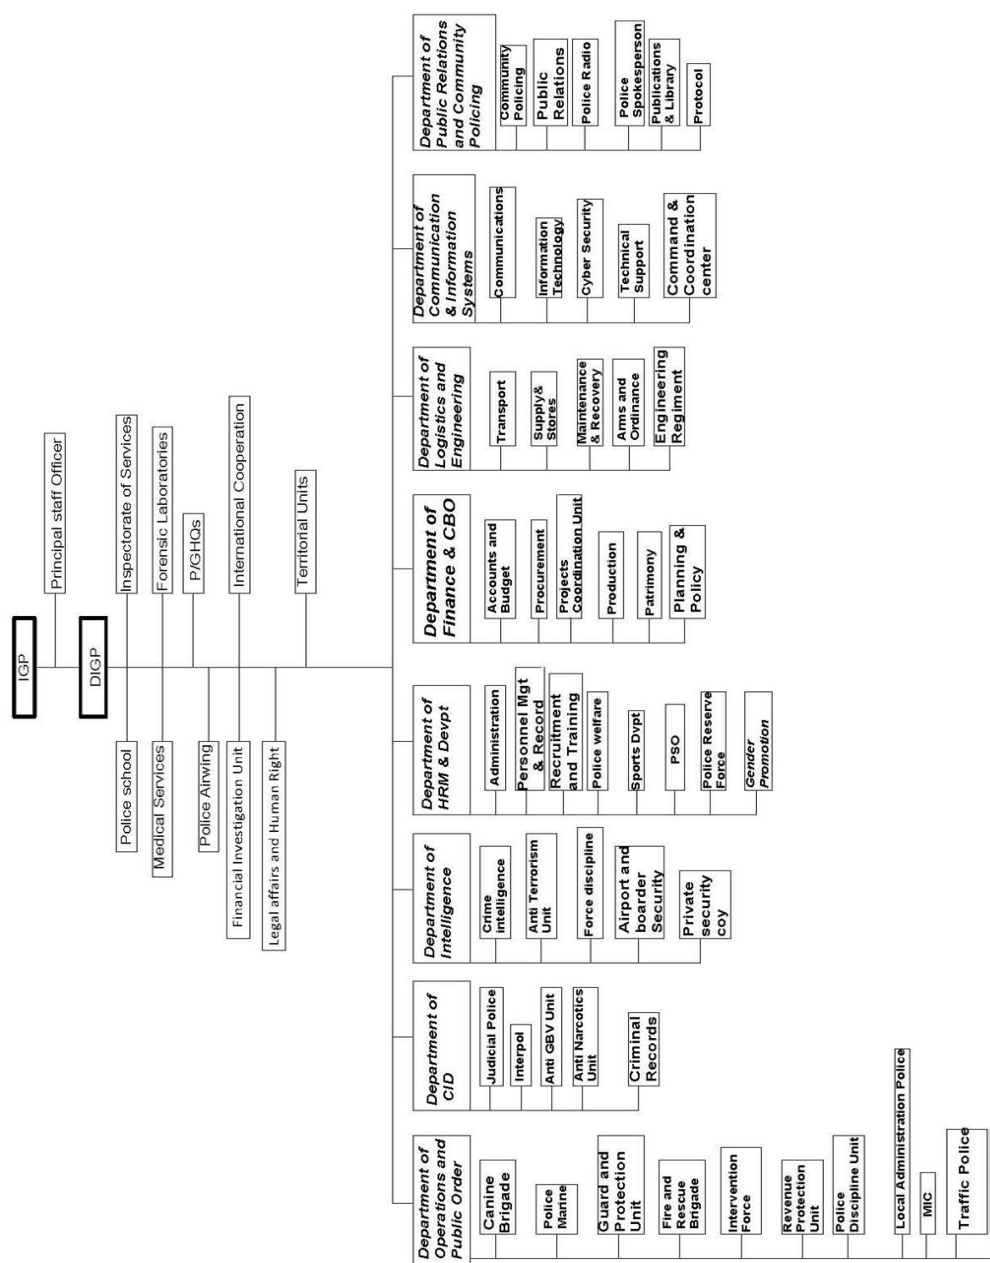 IGP
Principal staff Officer
DIGP
Police school
Inspectorate of Services
Medical Services
Forensic Laboratories
P/GHQs
Police Airwing
Financial Investigation Unit
International Cooperation
Legal affairs and Human Right
Territorial Units
Department of
Operations and
Public Order
Canine
Brigade
Police
Marine
Guard and
Protection
Unit
Fire and
Rescue
Brigade
Intervention
Force
Revenue
Protection
Unit
Police
Discipline Unit
Local Administration Police
MIC
Traffic Police
Department of
CID
Judicial Police
Interpol
Anti GBV Unit
Anti Narcotics
Unit
Criminal
Records
Department of
Intelligence
Crime
intelligence
Anti Terrorism
Unit
Force discipline
Airport and
boarder
Security
Private
security
coy
Department of
HRM & Devpt
Administration
Personnel Mgt
& Record
Recruitment
and Training
Police welfare
Sports Dvpt
PSO
Police Reserve
Force
Gender
Promotion
Department of
Finance & CBO
Accounts and
Budget
Procurement
Projects
Coordination Unit
Production
Patrimony
Planning &
Policy
Department of
Logistics and
Engineering
Transport
Supply&
Stores
Maintenance
& Recovery
Arms and
Ordinance
Engineering
Regiment
Department of
Communication
& Information
Systems
Communications
Information
Technology
Cyber Security
Technical
Support
Command &
Coordination
center
Department of
Public Relations
and Community
Policing
Community
Policing
Public
Relations
Police Radio
Police
Spokesperson
Publications
& Library
Protocol